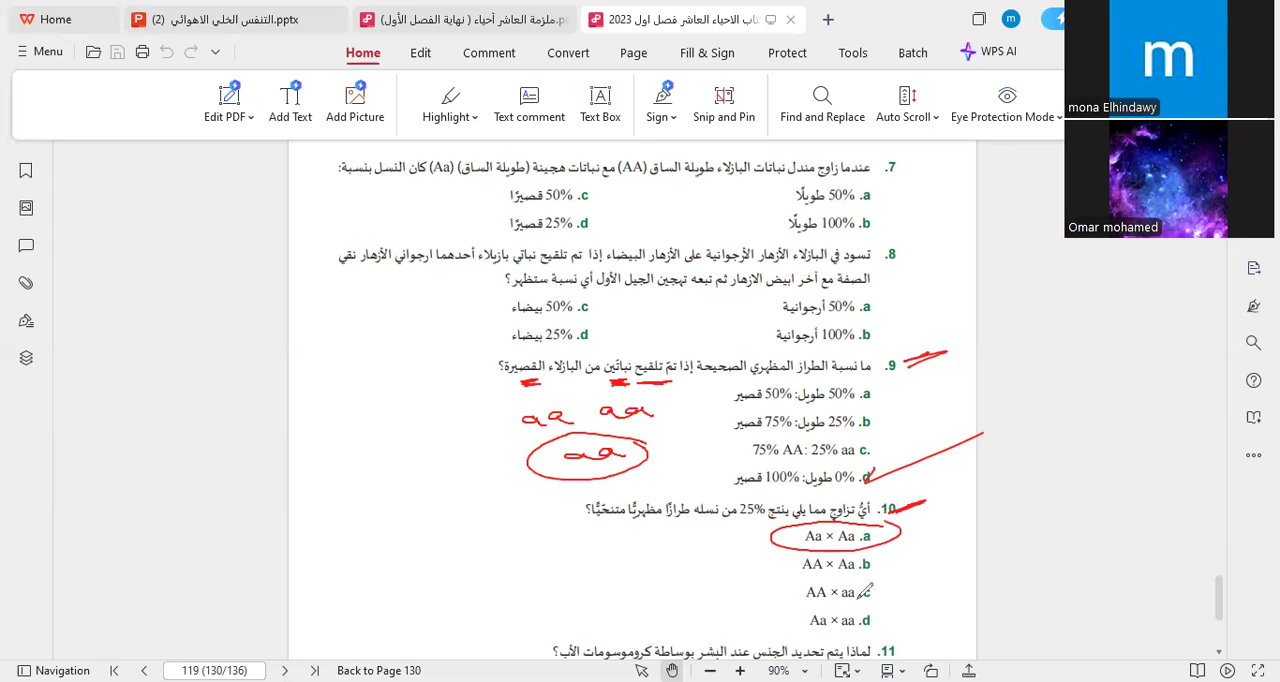 Home
التنفس الخلي الاهوائي (2).pptx
ملزمة العاشر أحياء ( نهاية الفصل الأول).p
تاب الاحياء العاشر فصل اول 2023
m
Menu
Home
Edit
Comment
Convert
Page
Fill & Sign
Protect
Tools
Batch
WPS AI
Edit PDF
Add Text
Add Picture
Highlight
Text comment
Text Box
Sign
Snip and Pin
Find and Replace
Auto Scroll
Eye Protection Mode
m
mona Elhindawy
Omar mohamed
7. عندما زاوج مندل نباتات البازلاء طويلة الساق (AA) مع نباتات هجينة (طويلة الساق) (Aa) كان النسل بنسبة:
a. 50% طويلًا
c. 50% قصيرًا
b. 100% طويلًا
d. 25% قصيرًا
8. تسود في البازلاء الأزهار الأرجوانية على الأزهار البيضاء إذا تم تلقيح نباتي بازيلاء أحدهما ارجواني الأزهار نقي
الصفة مع آخر ابيض الازهار ثم تبعه تهجين الجيل الأول أي نسبة ستظهر؟
a. 50% أرجوانية
c. 50% بيضاء
b. 100% أرجوانية
d. 25% بيضاء
9. ما نسبة الطراز المظهري الصحيحة إذا تمّ تلقيح نباتَين من البازلاء القصيرة؟
a. 50% طويل: 50% قصير
b. 25% طويل: 75% قصير
75% AA: 25% aa c.
d. 0% طويل: 100% قصير
aa aa
aa
10. أيُّ تزاوج مما يلي ينتج 25% من نسله طرازًا مظهريًّا متنحّيًّا؟
Aa × Aa .a
AA × Aa .b
AA × aa .c
Aa × aa .d
11. لماذا يتم تحديد الجنس عند البشر بوساطة كروموسومات الأب؟
Navigation
119 (130/136)
Back to Page 130
90%